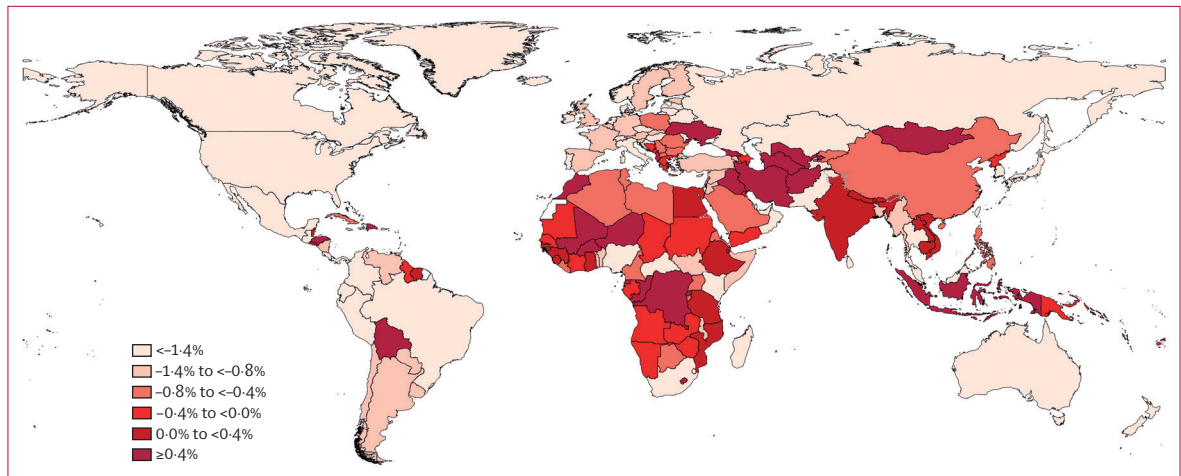 <–1·4%
–1·4% to <–0·8%
–0·8% to <–0·4%
–0·4% to <0·0%
0·0% to <0·4%
≥0·4%